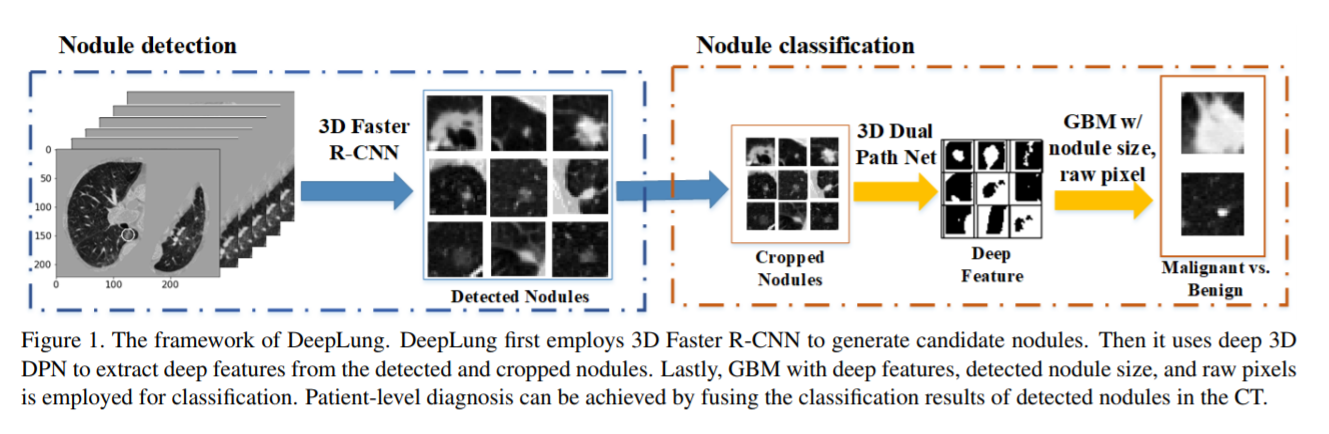 Nodule detection
Nodule classification
3D Faster
R-CNN
0
50
100
150
200
0
100
200
Detected Nodules
Cropped
Nodules
3D Dual
Path Net
Deep
Feature
GBM w/
nodule size,
raw pixel
Malignant vs.
Benign
Figure 1. The framework of DeepLung. DeepLung first employs 3D Faster R-CNN to generate candidate nodules. Then it uses deep 3D
DPN to extract deep features from the detected and cropped nodules. Lastly, GBM with deep features, detected nodule size, and raw pixels
is employed for classification. Patient-level diagnosis can be achieved by fusing the classification results of detected nodules in the CT.